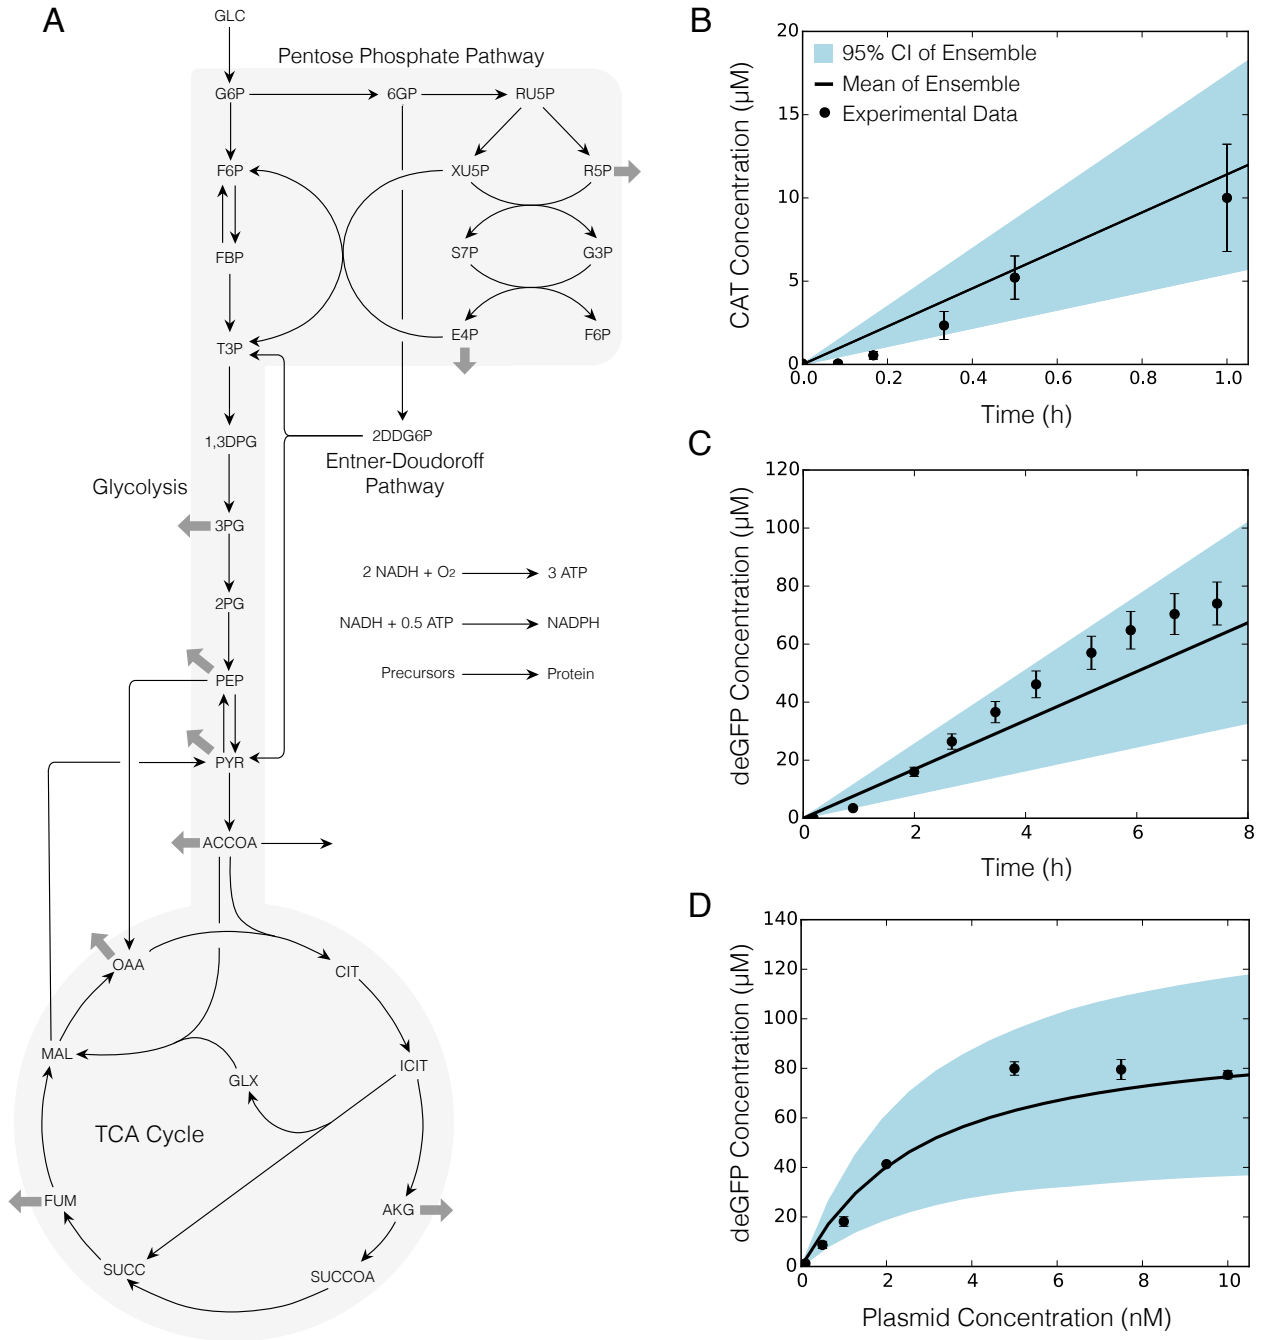 A
GLC
Pentose Phosphate Pathway
G6P
6GP
RU5P
F6P
XU5P
R5P
FBP
S7P
G3P
T3P
E4P
F6P
1,3DPG
2DDG6P
Entner-Doudoroff
Pathway
Glycolysis
3PG
2 NADH + O2
3 ATP
2PG
NADH + 0.5 ATP
NADPH
PEP
Precursors
Protein
PYR
ACCOA
OAA
CIT
MAL
ICIT
GLX
TCA Cycle
FUM
AKG
SUCC
SUCCOA
B
CAT Concentration (µM)
20
15
10
5
0
95% CI of Ensemble
Mean of Ensemble
Experimental Data
0.0
0.2
0.4
0.6
0.8
1.0
Time (h)
C
deGFP Concentration (µM)
120
100
80
60
40
20
0
0
2
4
6
8
Time (h)
D
deGFP Concentration (µM)
140
120
100
80
60
40
20
0
0
2
4
6
8
10
Plasmid Concentration (nM)